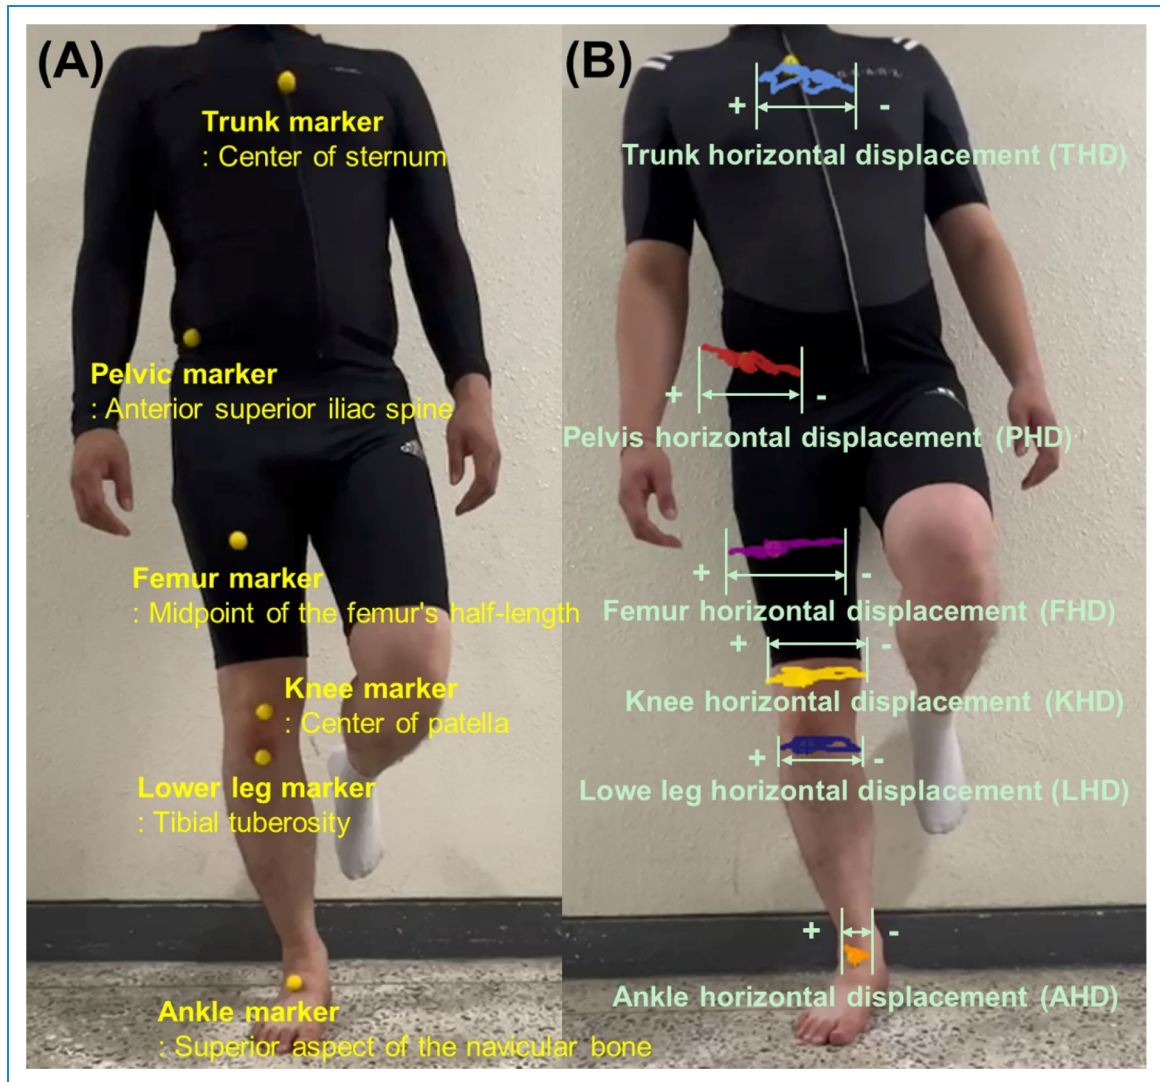 (A)
Trunk marker
: Center of sternum
Pelvic marker
: Anterior superior iliac spine
Femur marker
: Midpoint of the femur's half-length
Knee marker
: Center of patella
Lower leg marker
: Tibial tuberosity
Ankle marker
: Superior aspect of the navicular bone
(B)
+ -
Trunk horizontal displacement (THD)
+ -
Pelvis horizontal displacement (PHD)
+ -
Femur horizontal displacement (FHD)
+ -
Knee horizontal displacement (KHD)
+ -
Lowe leg horizontal displacement (LHD)
+ -
Ankle horizontal displacement (AHD)